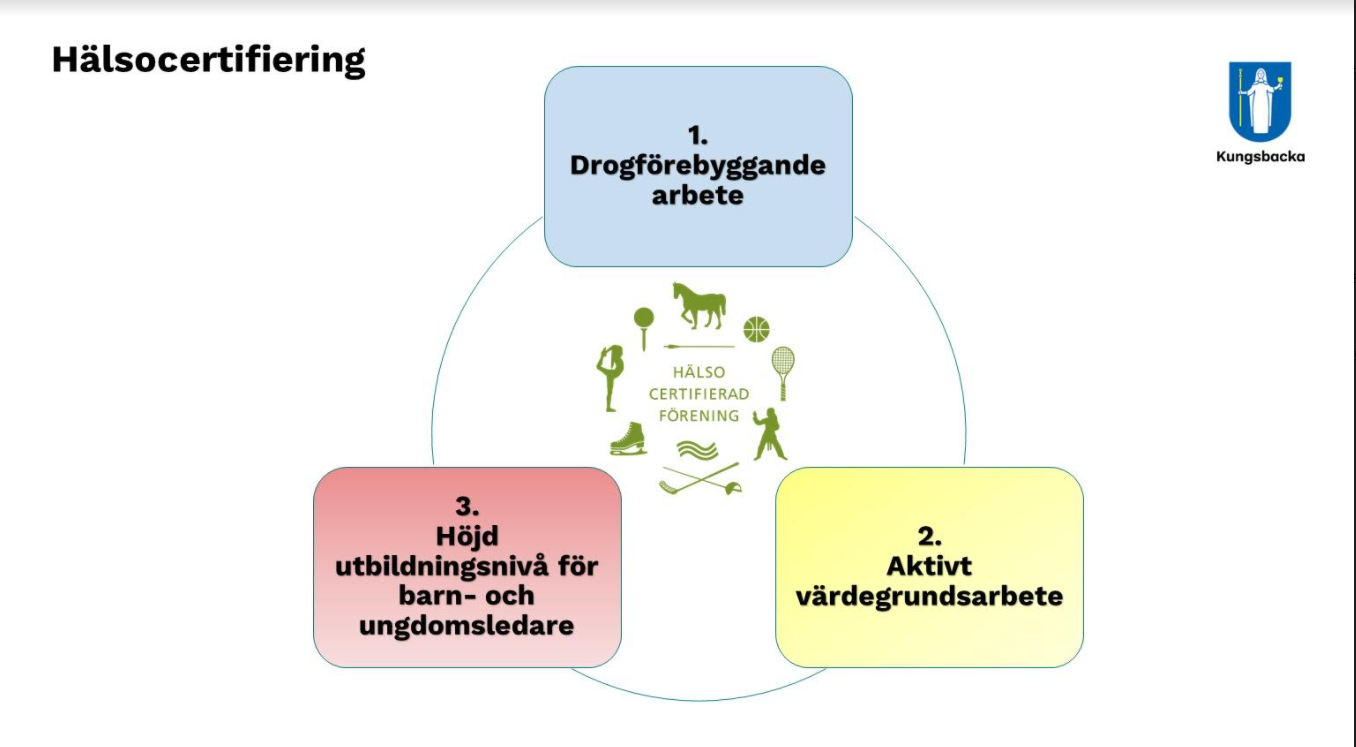 Hälsocertifiering
Kungsbacka
1.
Drogförebyggande
arbete
HÄLSO
CERTIFIERAD
FÖRENING
3.
Höjd
utbildningsnivå för
barn- och
ungdomsledare
2.
Aktivt
värdegrundsarbete